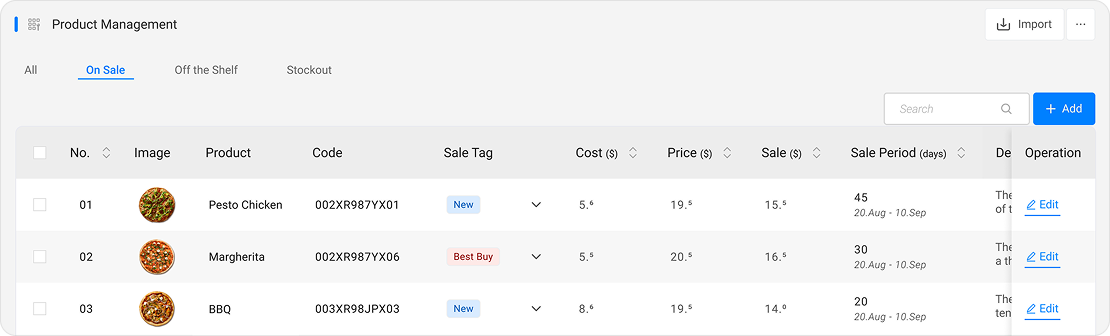 Product Management
Import
...
All
On Sale
Off the Shelf
Stockout
Search
+ Add
No. Image Product Code Sale Tag Cost ($) Price ($) Sale ($) Sale Period (days) De Operation
01 Pesto Chicken 002XR987YX01 New 5.⁶ 19.⁵ 15.⁵ 45 The Edit
20.Aug - 10.Sep of t
02 Margherita 002XR987YX06 Best Buy 5.⁵ 20.⁵ 16.⁵ 30 The Edit
20.Aug - 10.Sep a th
03 BBQ 003XR98JPX03 New 8.⁶ 19.⁵ 14.⁰ 20 The Edit
20.Aug - 10.Sep ten